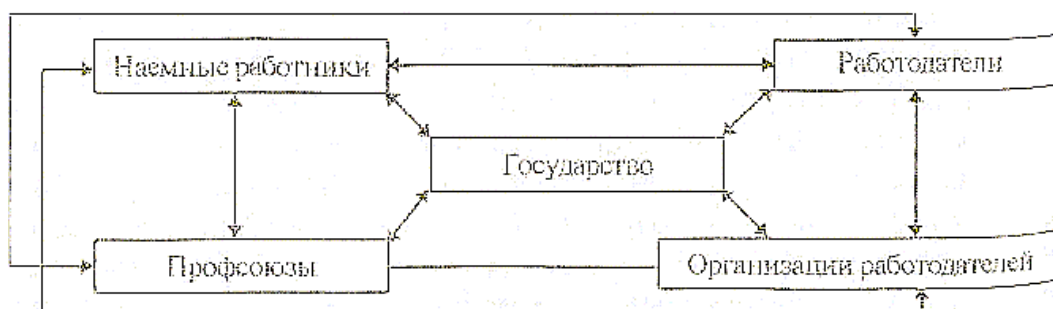 Наемные работники
Работодатели
Государство
Профсоюзы
Организации работодателей